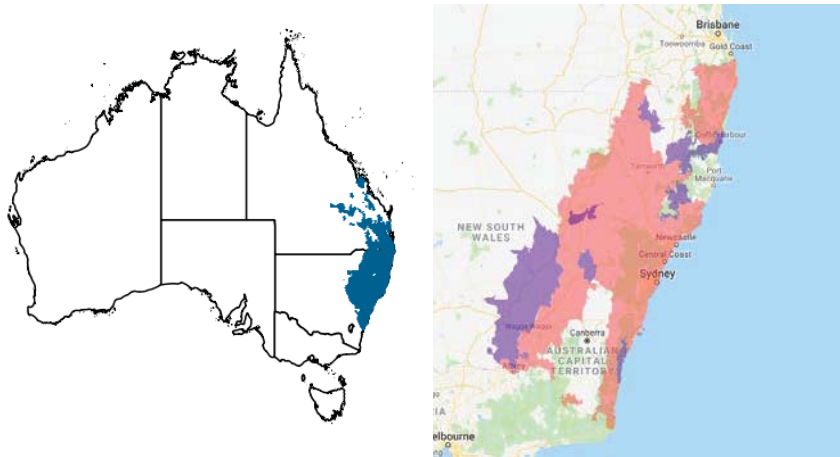 Brisbane
Toowoomba
Gold Coast
Coffs Harbour
Tamworth
Port
Macquarie
NEW SOUTH
WALES
Newcastle
Central Coast
Sydney
Wagga Wagga
Canberra
AUSTRALIAN
CAPITAL
TERRITORY
Albury
IA
elbourne